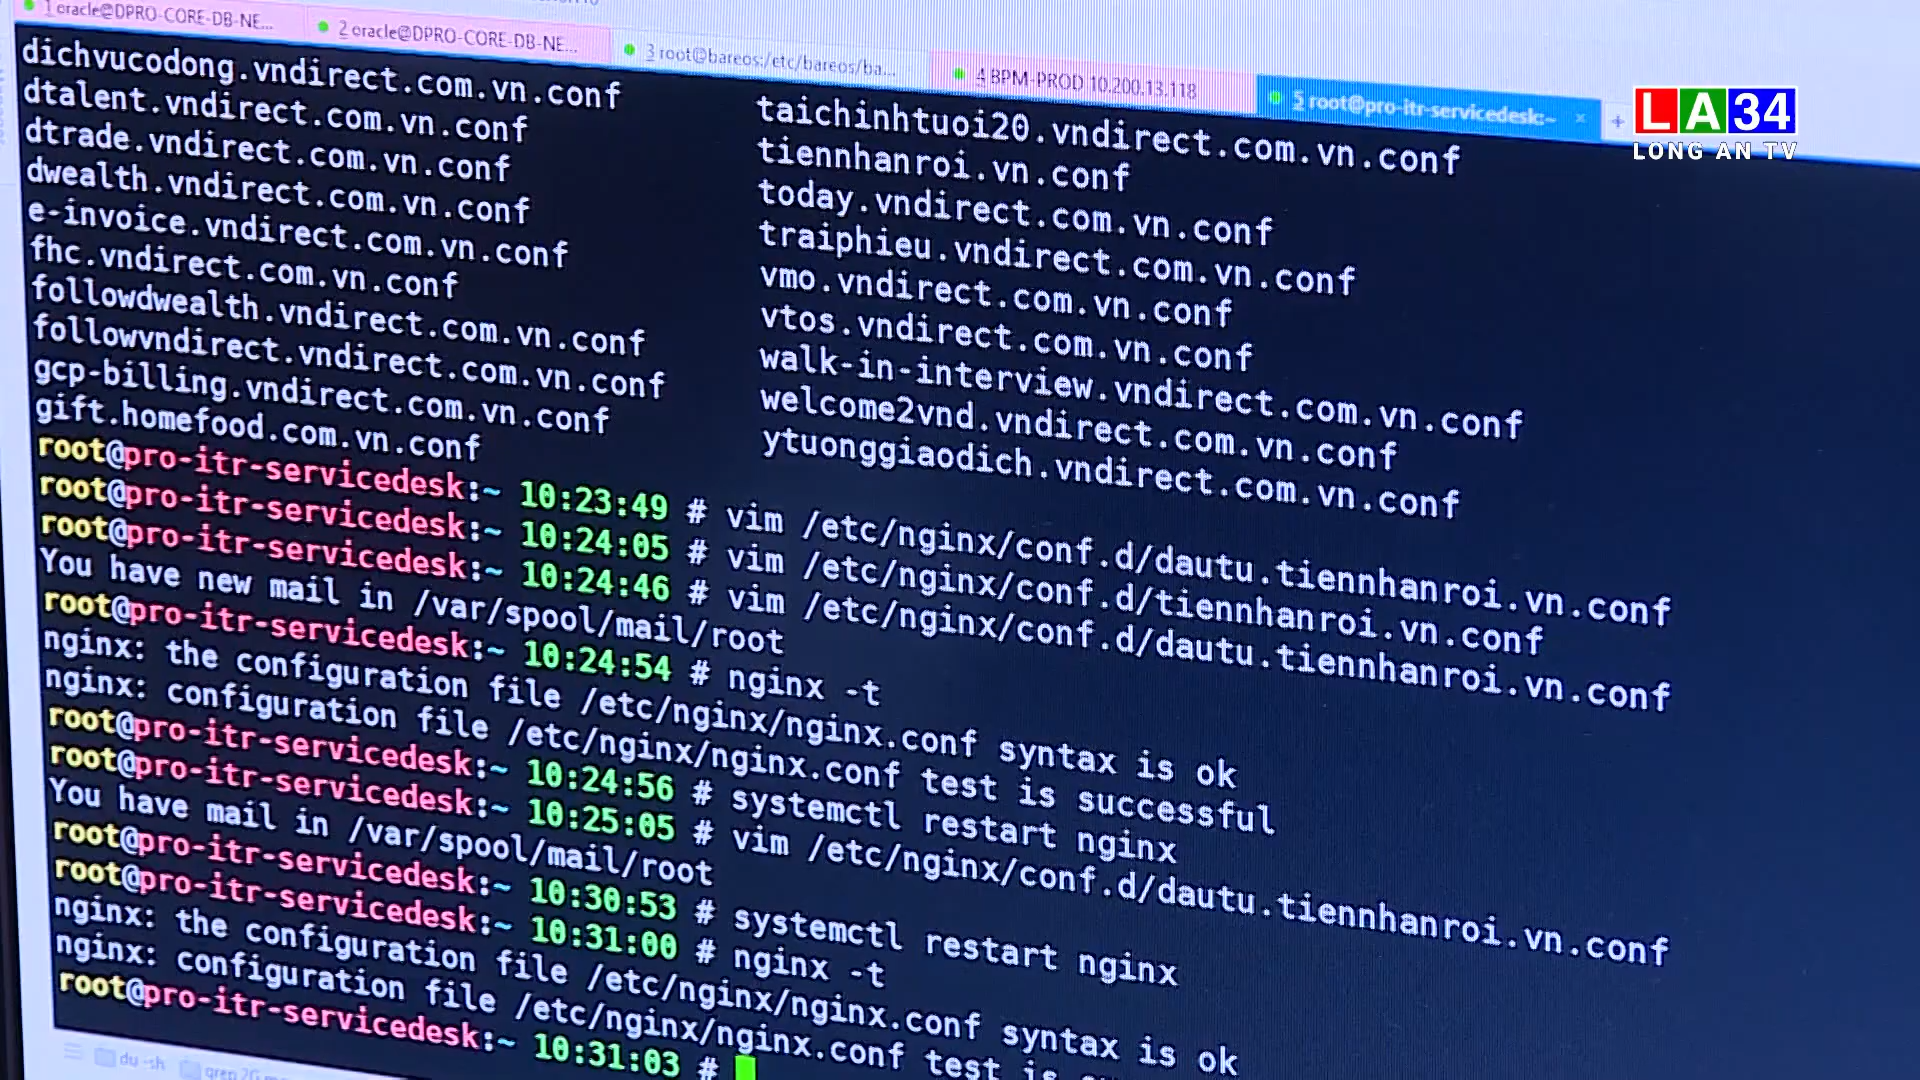 1 oracle@DPRO-CORE-DB-NE...
2 oracle@DPRO-CORE-DB-NE...
3 root@bareos:/etc/bareos/ba...
4 BPM-PROD 10.200.13.118
5 root@pro-itr-servicedesk:~ × +
LA34
LONG AN TV
dichvucodong.vndirect.com.vn.conf
dtalent.vndirect.com.vn.conf taichinhtuoi20.vndirect.com.vn.conf
dtrade.vndirect.com.vn.conf tiennhanroi.vn.conf
dwealth.vndirect.com.vn.conf today.vndirect.com.vn.conf
e-invoice.vndirect.com.vn.conf traiphieu.vndirect.com.vn.conf
fhc.vndirect.com.vn.conf vmo.vndirect.com.vn.conf
followdwealth.vndirect.com.vn.conf vtos.vndirect.com.vn.conf
followvndirect.vndirect.com.vn.conf walk-in-interview.vndirect.com.vn.conf
gcp-billing.vndirect.com.vn.conf welcome2vnd.vndirect.com.vn.conf
gift.homefood.com.vn.conf ytuonggiaodich.vndirect.com.vn.conf
root@pro-itr-servicedesk:~ 10:23:49 # vim /etc/nginx/conf.d/dautu.tiennhanroi.vn.conf
root@pro-itr-servicedesk:~ 10:24:05 # vim /etc/nginx/conf.d/tiennhanroi.vn.conf
root@pro-itr-servicedesk:~ 10:24:46 # vim /etc/nginx/conf.d/dautu.tiennhanroi.vn.conf
You have new mail in /var/spool/mail/root
root@pro-itr-servicedesk:~ 10:24:54 # nginx -t
nginx: the configuration file /etc/nginx/nginx.conf syntax is ok
nginx: configuration file /etc/nginx/nginx.conf test is successful
root@pro-itr-servicedesk:~ 10:24:56 # systemctl restart nginx
root@pro-itr-servicedesk:~ 10:25:05 # vim /etc/nginx/conf.d/dautu.tiennhanroi.vn.conf
You have mail in /var/spool/mail/root
root@pro-itr-servicedesk:~ 10:30:53 # systemctl restart nginx
root@pro-itr-servicedesk:~ 10:31:00 # nginx -t
nginx: the configuration file /etc/nginx/nginx.conf syntax is ok
nginx: configuration file /etc/nginx/nginx.conf test is
root@pro-itr-servicedesk:~ 10:31:03 #
du -sh